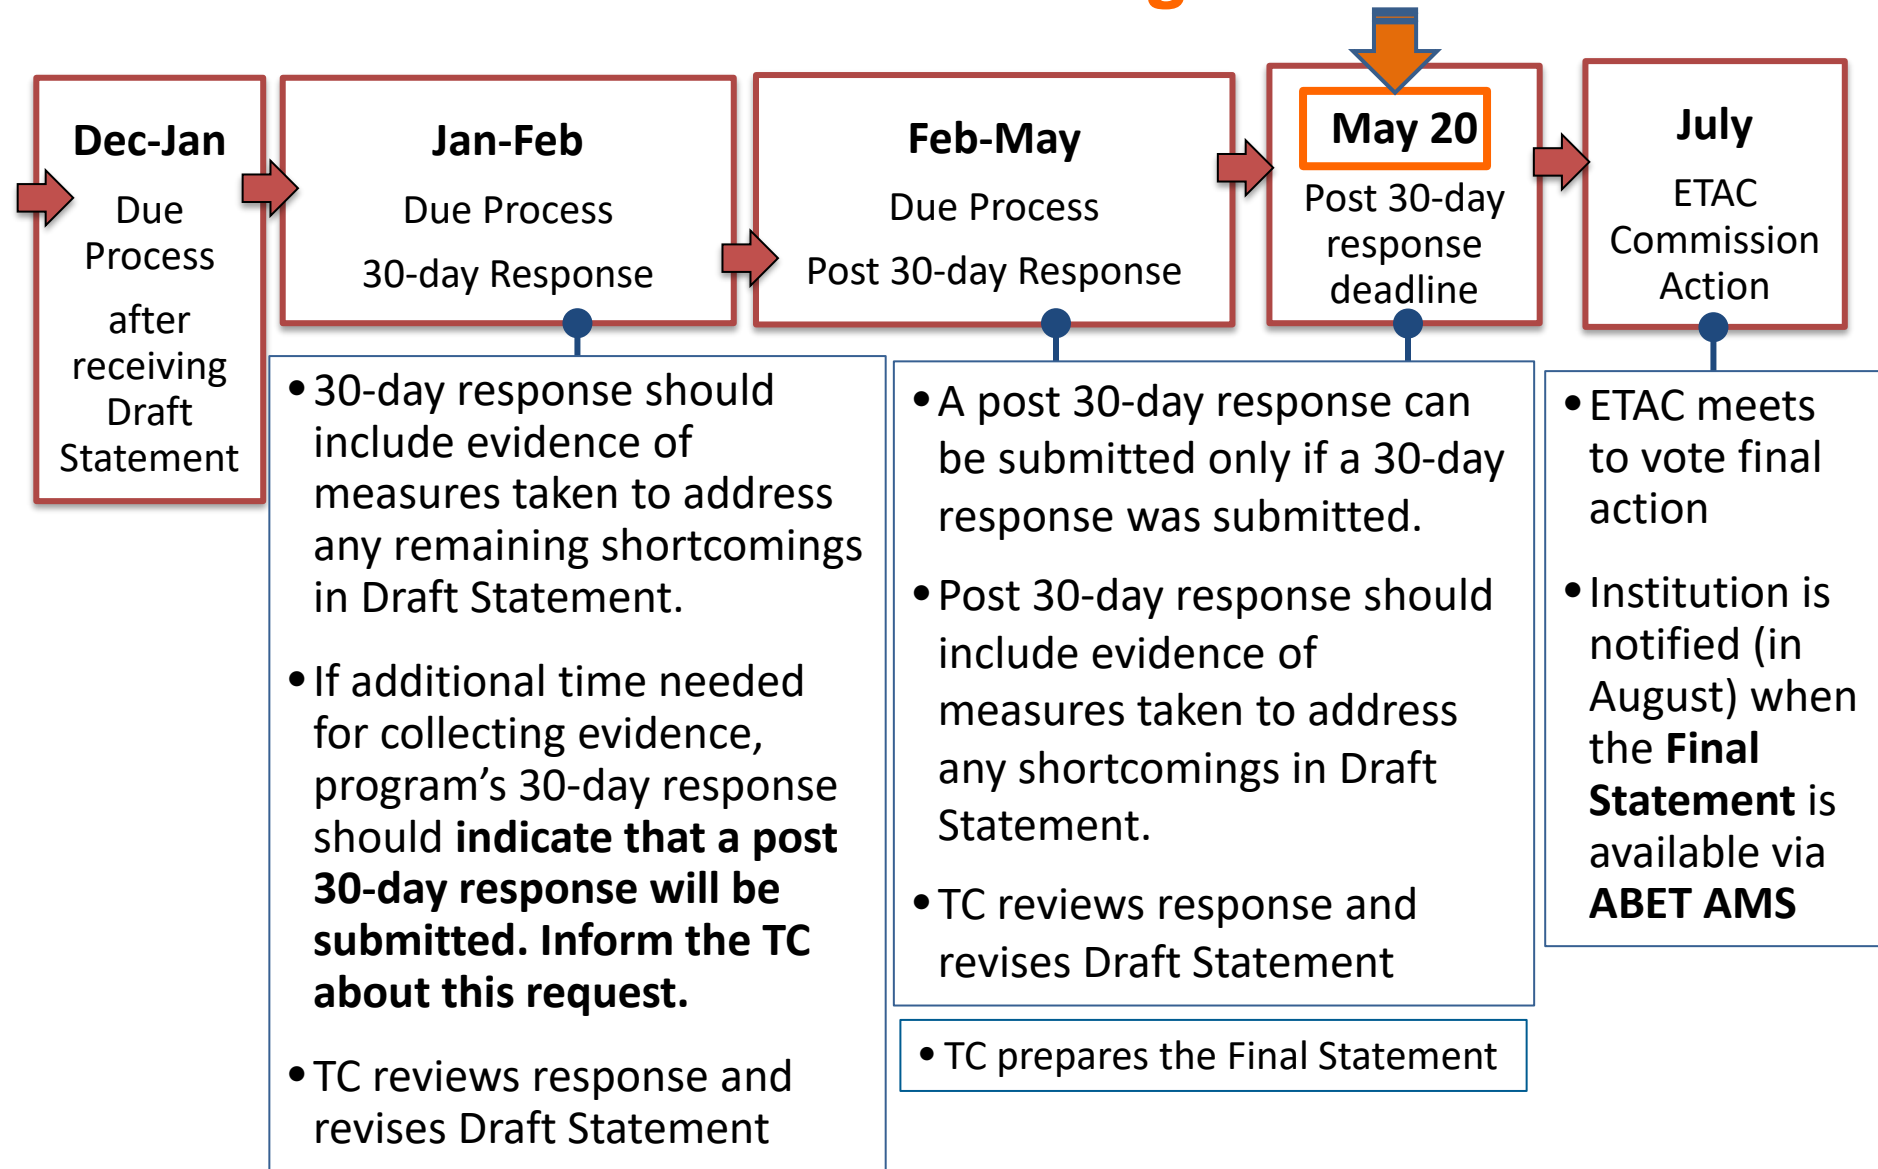 Dec-Jan
Due
Process
after
receiving
Draft
Statement
Jan-Feb
Due Process
30-day Response
Feb-May
Due Process
Post 30-day Response
May 20
Post 30-day
response
deadline
July
ETAC
Commission
Action
•30-day response should
include evidence of
measures taken to address
any remaining shortcomings
in Draft Statement.
•If additional time needed
for collecting evidence,
program’s 30-day response
should indicate that a post
30-day response will be
submitted. Inform the TC
about this request.
•TC reviews response and
revises Draft Statement
•A post 30-day response can
be submitted only if a 30-day
response was submitted.
•Post 30-day response should
include evidence of
measures taken to address
any shortcomings in Draft
Statement.
•TC reviews response and
revises Draft Statement
• TC prepares the Final Statement
•ETAC meets
to vote final
action
•Institution is
notified (in
August) when
the Final
Statement is
available via
ABET AMS